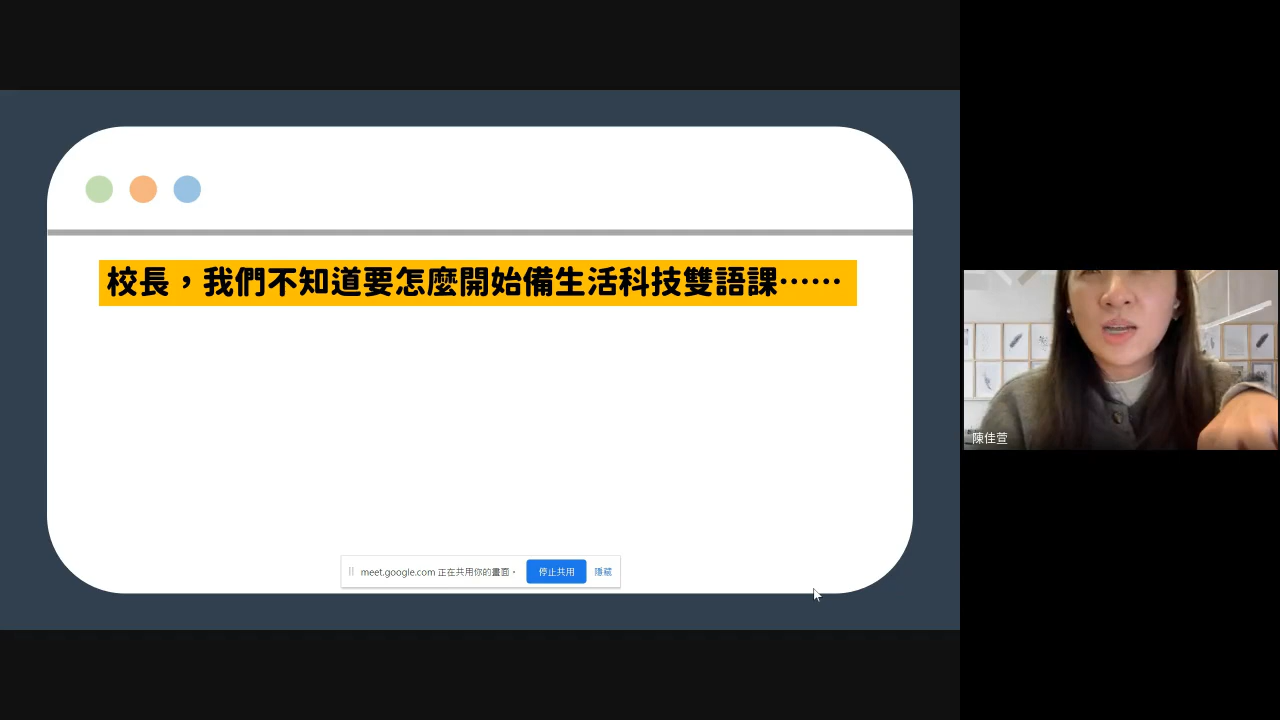 校長，我們不知道要怎麼開始備生活科技雙語課……
meet.google.com 正在共用你的畫面。
停止共用
隱藏
陳佳萱